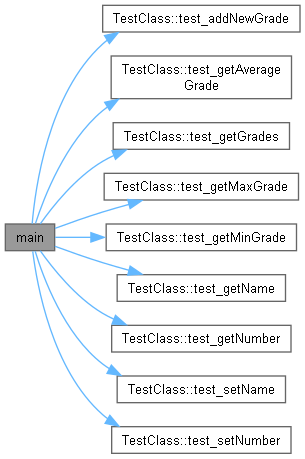 TestClass::test_addNewGrade
TestClass::test_getAverage
Grade
TestClass::test_getGrades
TestClass::test_getMaxGrade
main
TestClass::test_getMinGrade
TestClass::test_getName
TestClass::test_getNumber
TestClass::test_setName
TestClass::test_setNumber